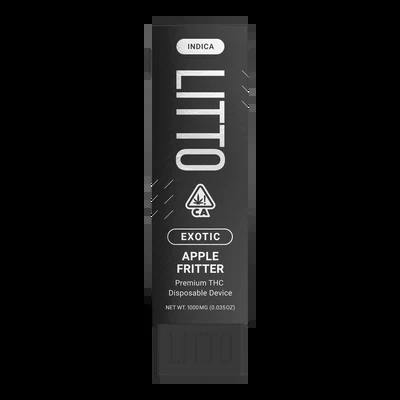 INDICA
LITTO
CA
EXOTIC
APPLE
FRITTER
Premium THC
Disposable Device
NET WT. 1000MG (0.035OZ)
LITTO